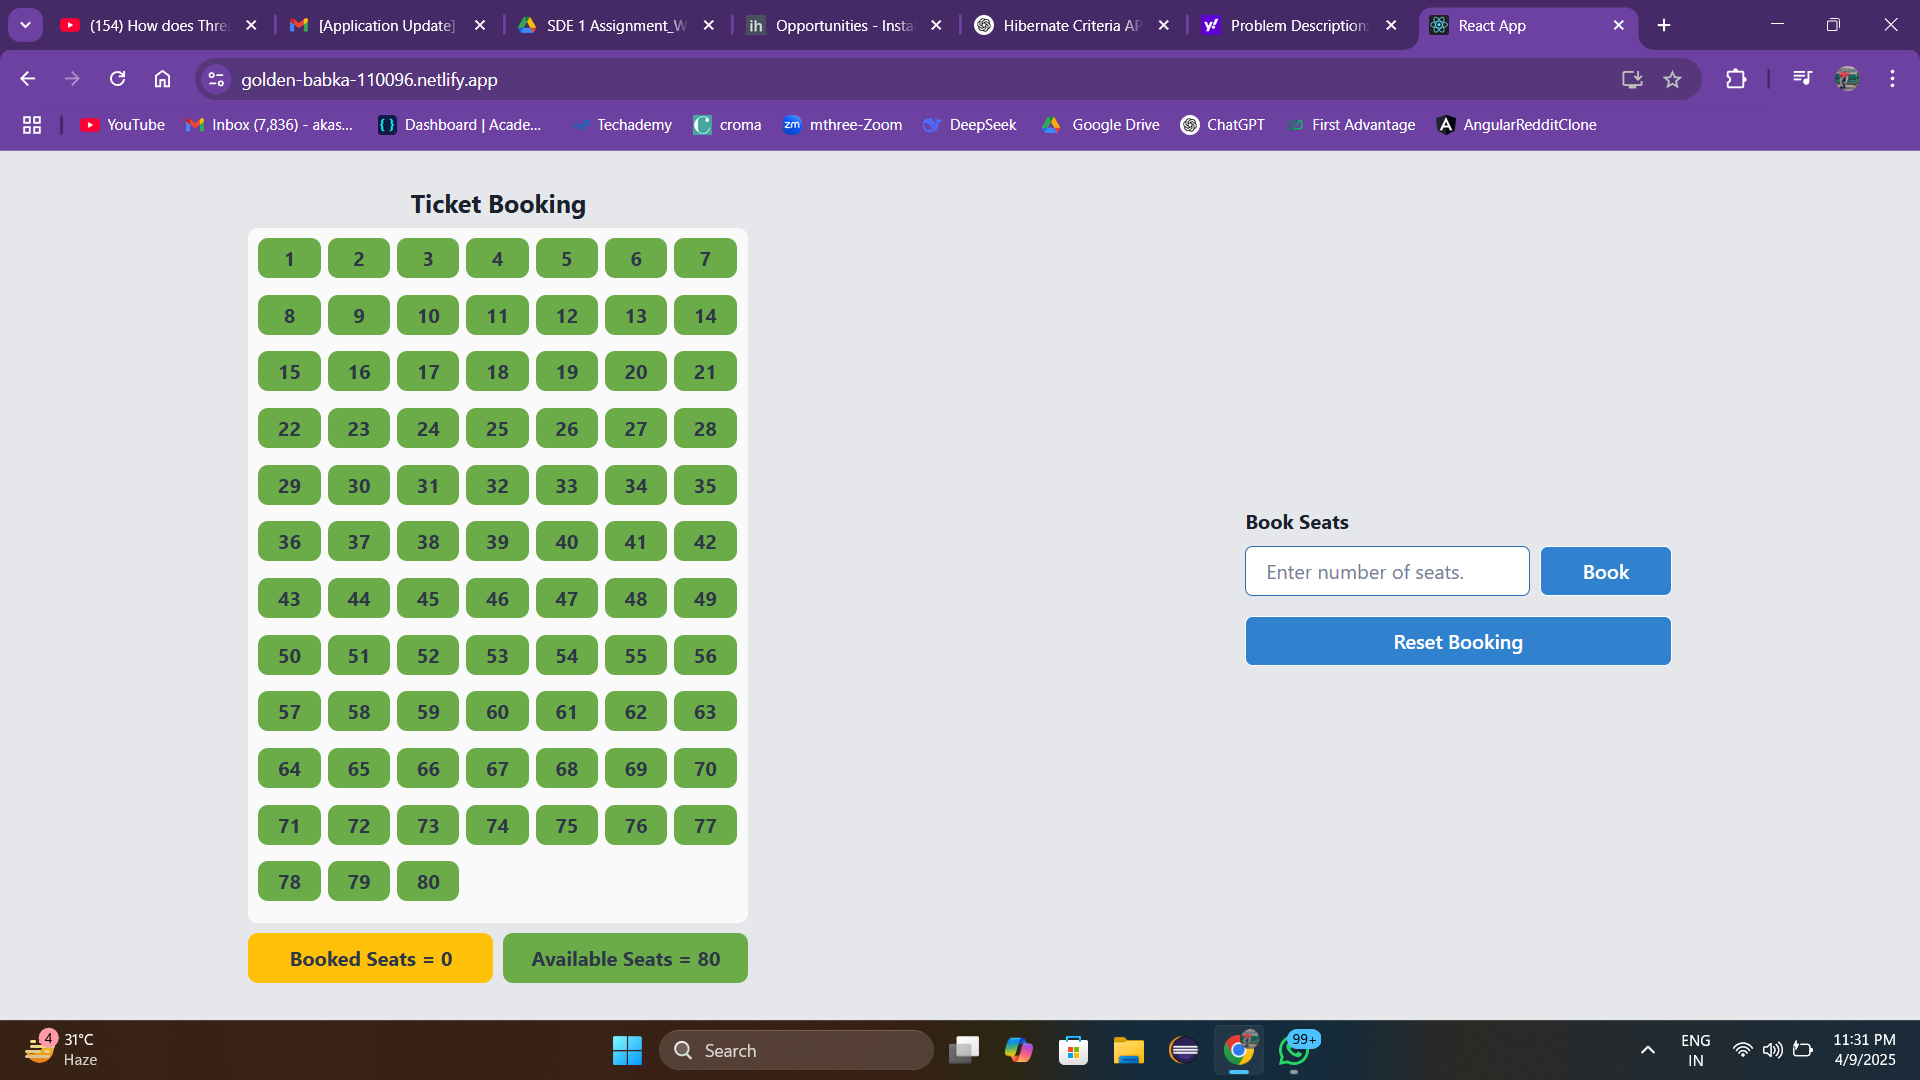 (154) How does Thre
[Application Update]
SDE 1 Assignment_W
ih Opportunities - Insta
Hibernate Criteria AP
y! Problem Description:
React App
golden-babka-110096.netlify.app
YouTube
Inbox (7,836) - akas...
Dashboard | Acade...
Techademy
croma
zm mthree-Zoom
DeepSeek
Google Drive
ChatGPT
First Advantage
AngularRedditClone
Ticket Booking
1 2 3 4 5 6 7
8 9 10 11 12 13 14
15 16 17 18 19 20 21
22 23 24 25 26 27 28
29 30 31 32 33 34 35
36 37 38 39 40 41 42
43 44 45 46 47 48 49
50 51 52 53 54 55 56
57 58 59 60 61 62 63
64 65 66 67 68 69 70
71 72 73 74 75 76 77
78 79 80
Booked Seats = 0
Available Seats = 80
Book Seats
Enter number of seats.
Book
Reset Booking
4
31°C
Haze
Search
99+
ENG
IN
11:31 PM
4/9/2025